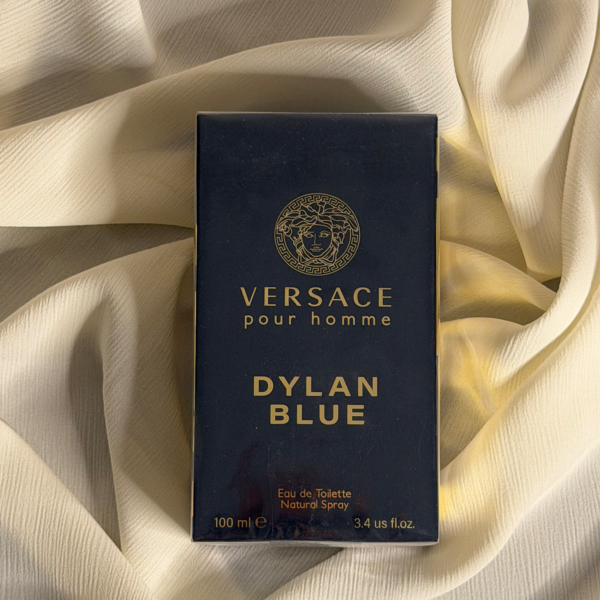 VERSACE
pour homme
DYLAN
BLUE
Eau de Toilette
Natural Spray
100 ml ℮ 3.4 us fl.oz.